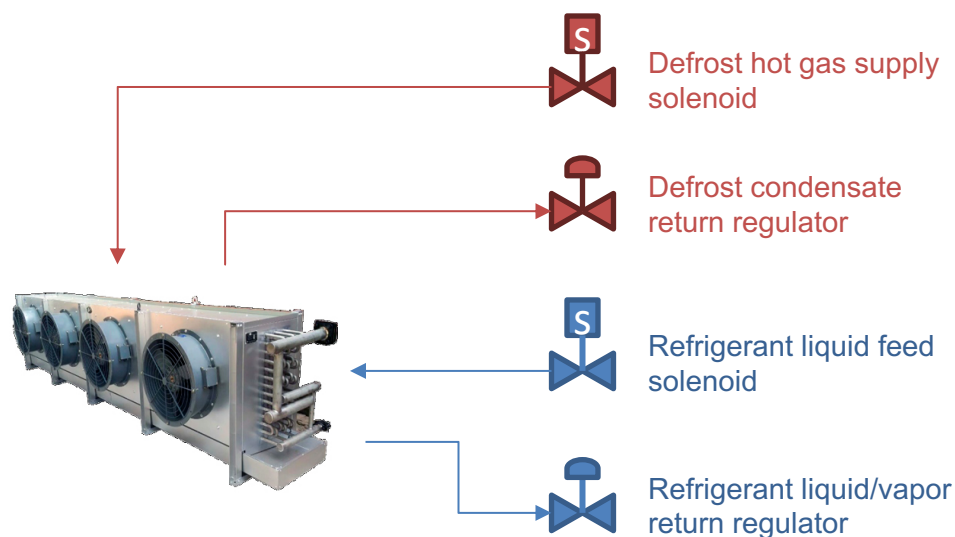 S
Defrost hot gas supply
solenoid
Defrost condensate
return regulator
S
Refrigerant liquid feed
solenoid
Refrigerant liquid/vapor
return regulator